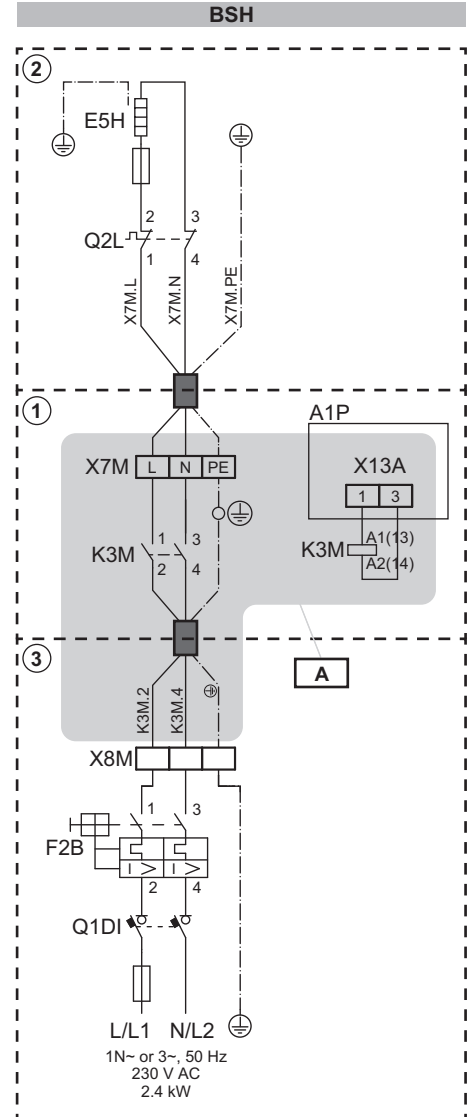 BSH
2
E5H
2 3
Q2L
1 4
X7M.L X7M.N X7M.PE
1
A1P
X7M L N PE
X13A
1 3
K3M
1 3
2 4
K3M
A1(13)
A2(14)
3
A
K3M.2 K3M.4
X8M
1 3
F2B
I > I >
2 4
Q1DI
L/L1 N/L2
1N~ or 3~, 50 Hz
230 V AC
2.4 kW